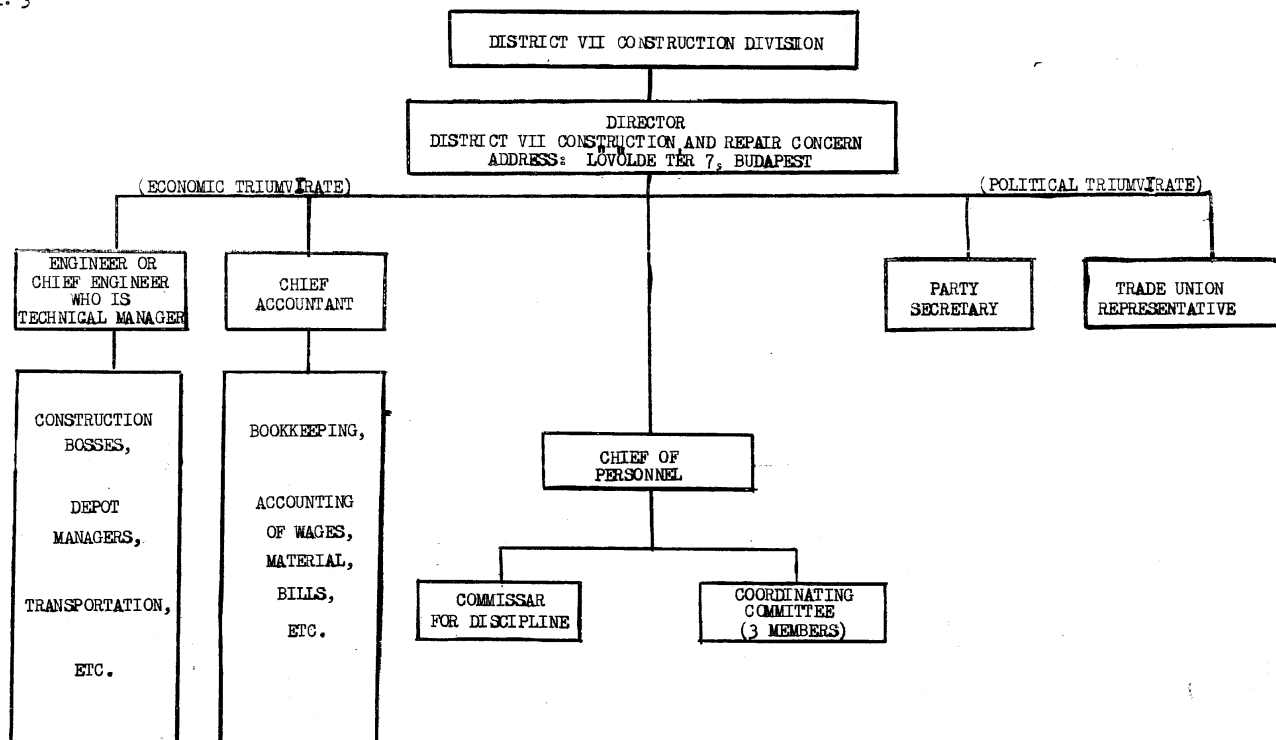 DISTRICT VII CONSTRUCTION DIVISION
DIRECTOR
DISTRICT VII CONSTRUCTION AND REPAIR CONCERN
ADDRESS: LÖVÖLDE TÉR 7, BUDAPEST
(ECONOMIC TRIUMVIRATE)
(POLITICAL TRIUMVIRATE)
ENGINEER OR
CHIEF ENGINEER
WHO IS
TECHNICAL MANAGER
CHIEF
ACCOUNTANT
PARTY
SECRETARY
TRADE UNION
REPRESENTATIVE
CONSTRUCTION
BOSSES,
DEPOT
MANAGERS,
TRANSPORTATION,
ETC.
BOOKKEEPING,
ACCOUNTING
OF WAGES,
MATERIAL,
BILLS,
ETC.
CHIEF OF
PERSONNEL
COMMISSAR
FOR DISCIPLINE
COORDINATING
COMMITTEE
(3 MEMBERS)